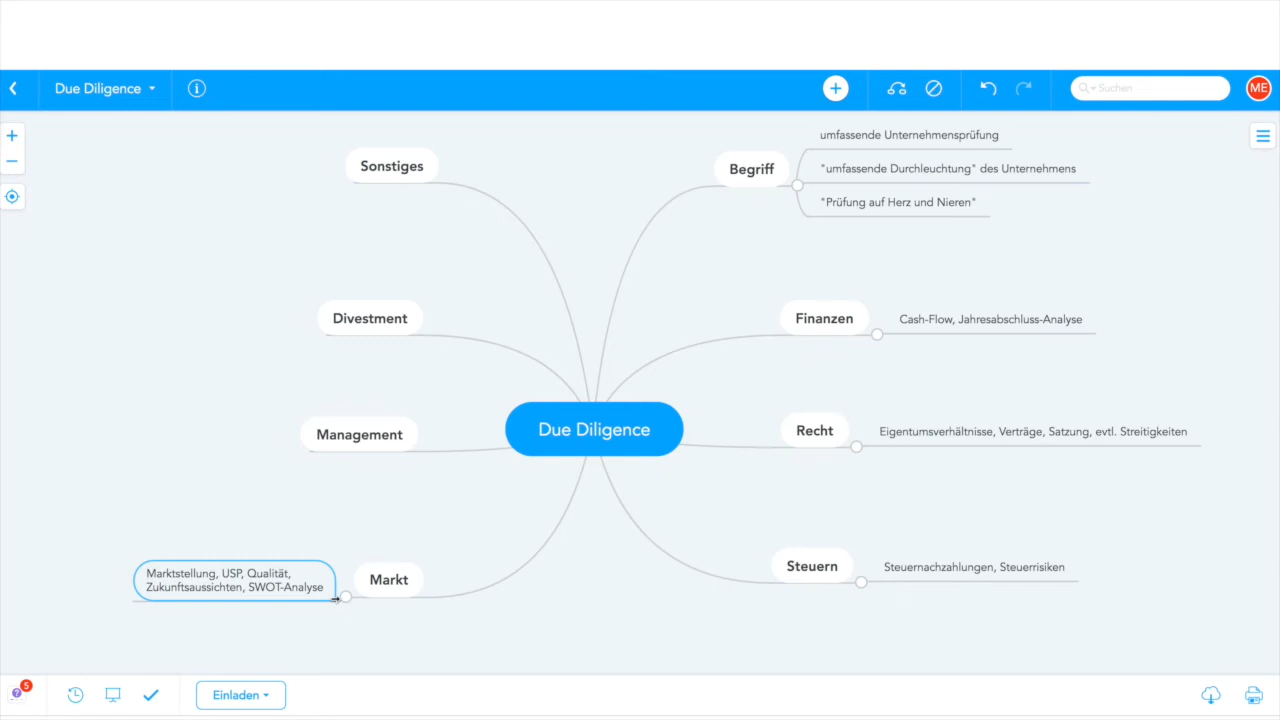 Due Diligence
Suchen ...
ME
umfassende Unternehmensprüfung
Sonstiges
Begriff
"umfassende Durchleuchtung" des Unternehmens
"Prüfung auf Herz und Nieren"
Divestment
Finanzen
Cash-Flow, Jahresabschluss-Analyse
Due Diligence
Management
Recht
Eigentumsverhältnisse, Verträge, Satzung, evtl. Streitigkeiten
Marktstellung, USP, Qualität,
Zukunftsaussichten, SWOT-Analyse
Markt
Steuern
Steuernachzahlungen, Steuerrisiken
5
Einladen